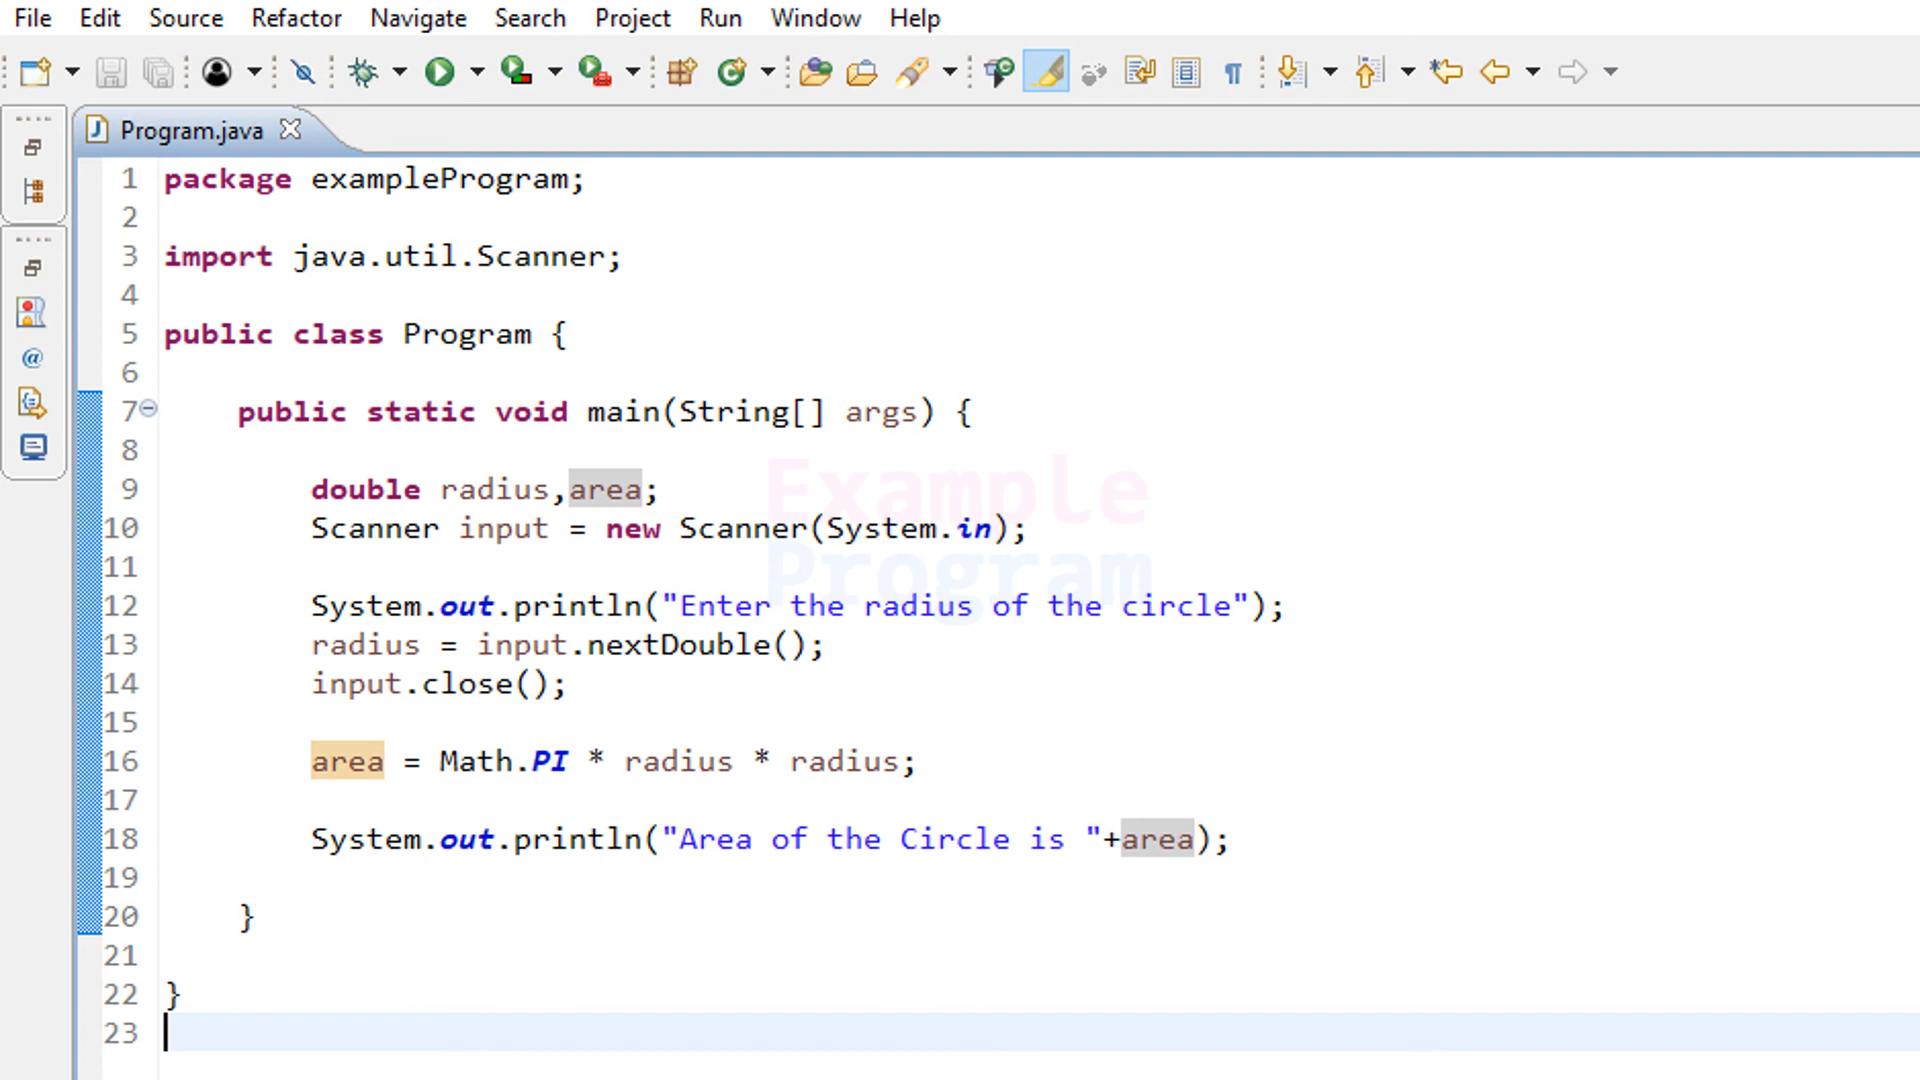 File Edit Source Refactor Navigate Search Project Run Window Help
Program.java
1 package exampleProgram;
2
3 import java.util.Scanner;
4
5 public class Program {
6
7 public static void main(String[] args) {
8
9 double radius,area;
10 Scanner input = new Scanner(System.in);
11
12 System.out.println("Enter the radius of the circle");
13 radius = input.nextDouble();
14 input.close();
15
16 area = Math.PI * radius * radius;
17
18 System.out.println("Area of the Circle is "+area);
19
20 }
21
22 }
23
Example
Program